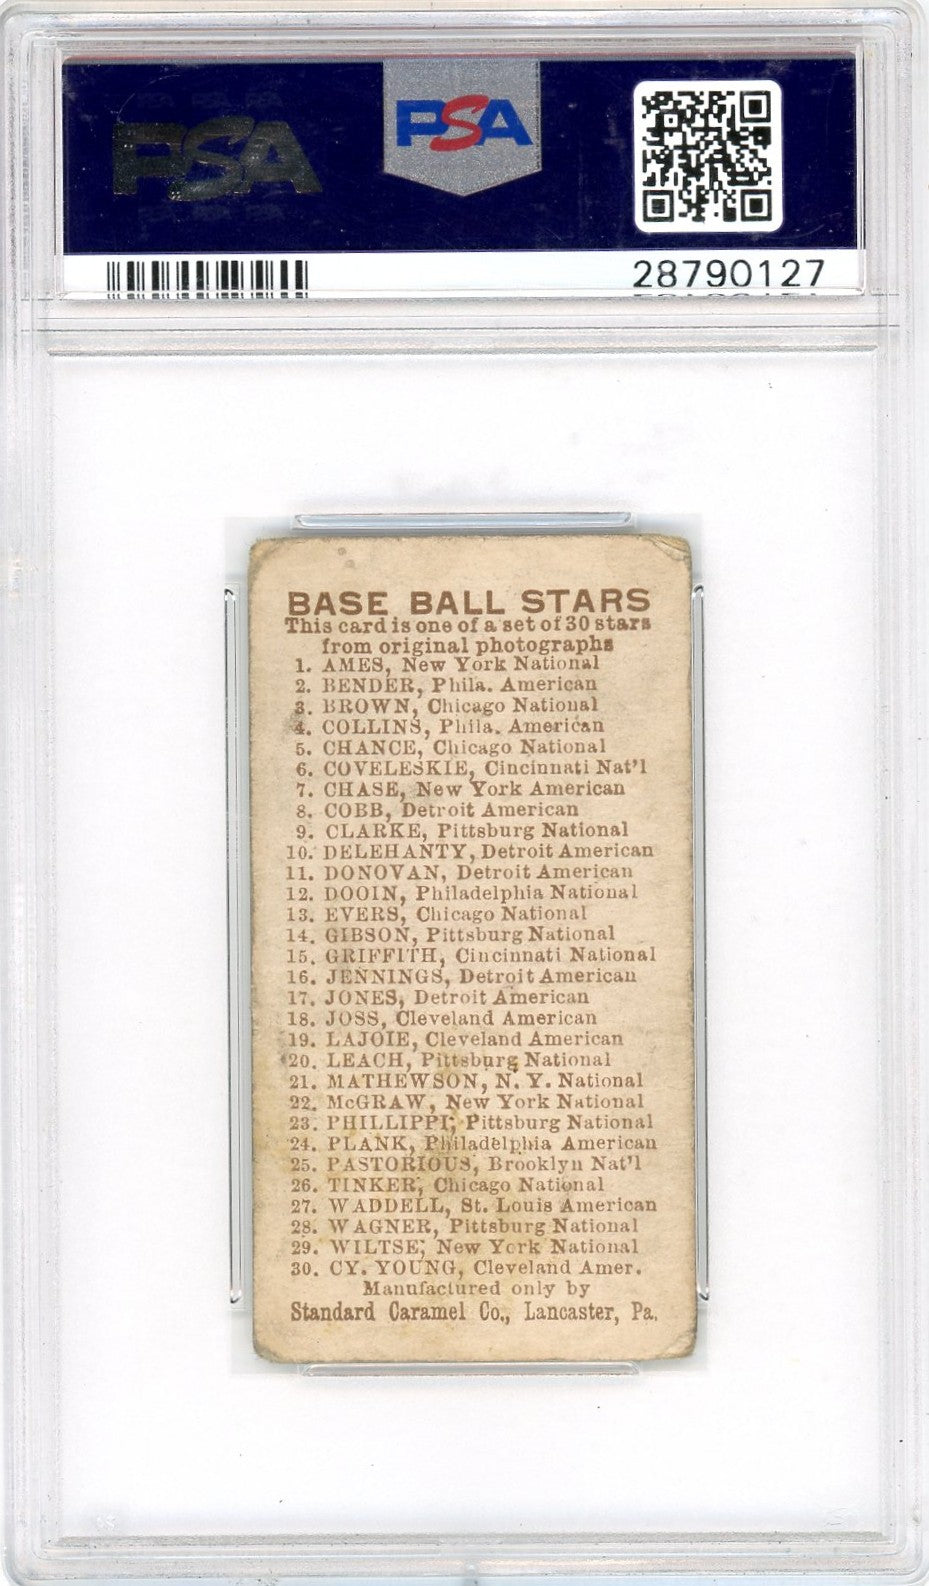 PSA
PSA
28790127
BASE BALL STARS
This card is one of a set of 30 stars
from original photographs
1. AMES, New York National
2. BENDER, Phila. American
3. BROWN, Chicago National
4. COLLINS, Phila. American
5. CHANCE, Chicago National
6. COVELESKIE, Cincinnati Nat'l
7. CHASE, New York American
8. COBB, Detroit American
9. CLARKE, Pittsburg National
10. DELEHANTY, Detroit American
11. DONOVAN, Detroit American
12. DOOIN, Philadelphia National
13. EVERS, Chicago National
14. GIBSON, Pittsburg National
15. GRIFFITH, Cincinnati National
16. JENNINGS, Detroit American
17. JONES, Detroit American
18. JOSS, Cleveland American
19. LAJOIE, Cleveland American
20. LEACH, Pittsburg National
21. MATHEWSON, N. Y. National
22. McGRAW, New York National
23. PHILLIPPI, Pittsburg National
24. PLANK, Philadelphia American
25. PASTORIOUS, Brooklyn Nat'l
26. TINKER, Chicago National
27. WADDELL, St. Louis American
28. WAGNER, Pittsburg National
29. WILTSE, New York National
30. CY. YOUNG, Cleveland Amer.
Manufactured only by
Standard Caramel Co., Lancaster, Pa.